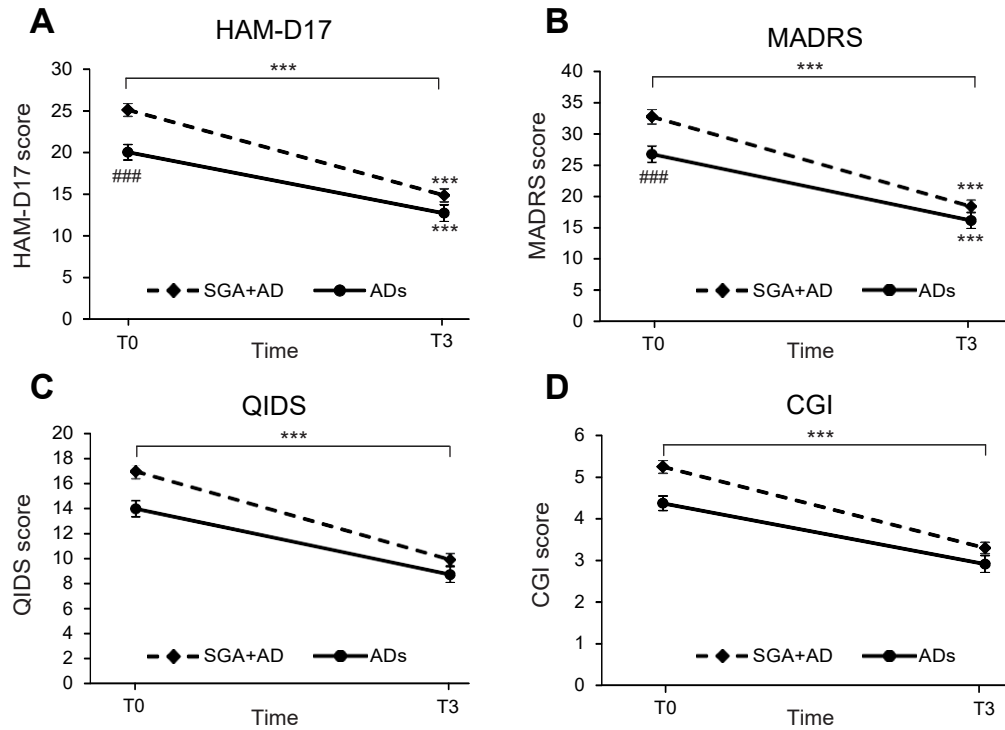 A
HAM-D17
30
25
20
15
10
5
0
HAM-D17 score
***
###
***
***
SGA+AD
ADs
T0
Time
T3
B
MADRS
40
35
30
25
20
15
10
5
0
MADRS score
***
###
***
***
SGA+AD
ADs
T0
Time
T3
C
QIDS
20
18
16
14
12
10
8
6
4
2
0
QIDS score
***
SGA+AD
ADs
T0
Time
T3
D
CGI
6
5
4
3
2
1
0
CGI score
***
SGA+AD
ADs
T0
Time
T3